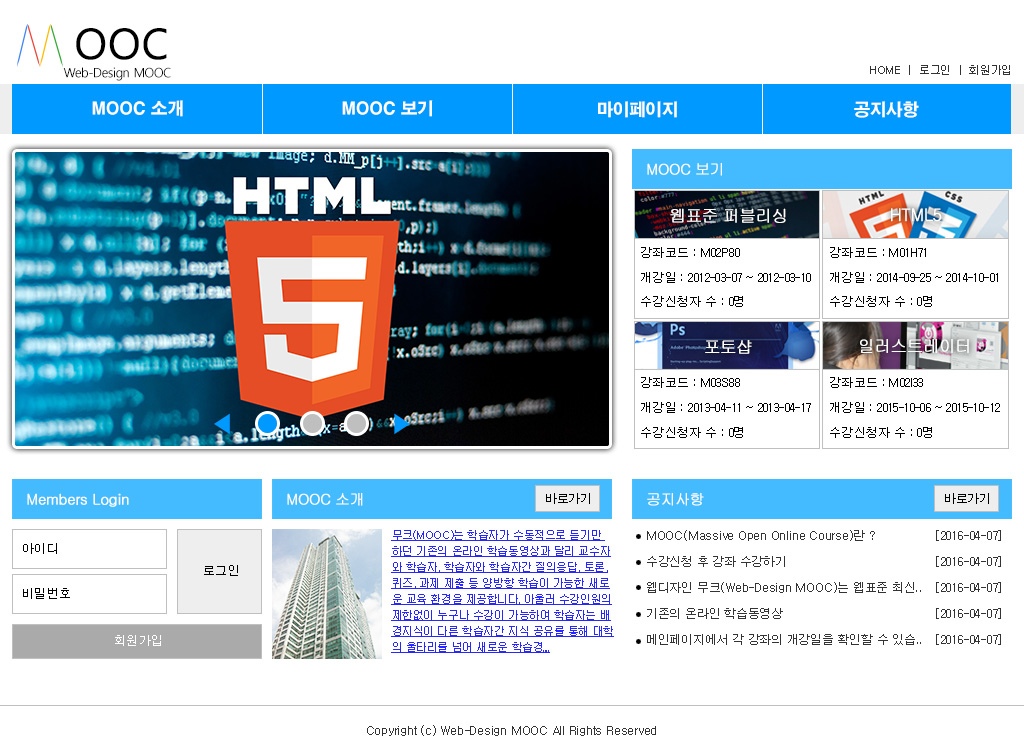 MOOC
Web-Design MOOC
HOME | 로그인 | 회원가입
MOOC 소개
MOOC 보기
마이페이지
공지사항
HTML
5
MOOC 보기
웹표준 퍼블리싱
강좌코드 : M02P80
개강일 : 2012-03-07 ~ 2012-03-10
수강신청자 수 : 0명
HTML CSS
HTML5
강좌코드 : M01H71
개강일 : 2014-09-25 ~ 2014-10-01
수강신청자 수 : 0명
Ps
포토샵
강좌코드 : M03S88
개강일 : 2013-04-11 ~ 2013-04-17
수강신청자 수 : 0명
일러스트레이터
강좌코드 : M02I33
개강일 : 2015-10-06 ~ 2015-10-12
수강신청자 수 : 0명
Members Login
아이디
비밀번호
로그인
회원가입
MOOC 소개
바로가기
무크(MOOC)는 학습자가 수동적으로 듣기만
하던 기존의 온라인 학습동영상과 달리 교수자
와 학습자, 학습자와 학습자간 질의응답, 토론,
퀴즈, 과제 제출 등 양방향 학습이 가능한 새로
운 교육 환경을 제공합니다. 아울러 수강인원의
제한없이 누구나 수강이 가능하여 학습자는 배
경지식이 다른 학습자간 지식 공유를 통해 대학
의 울타리를 넘어 새로운 학습경...
공지사항
바로가기
● MOOC(Massive Open Online Course)란 ? [2016-04-07]
● 수강신청 후 강좌 수강하기 [2016-04-07]
● 웹디자인 무크(Web-Design MOOC)는 웹표준 최신.. [2016-04-07]
● 기존의 온라인 학습동영상 [2016-04-07]
● 메인페이지에서 각 강좌의 개강일을 확인할 수 있습.. [2016-04-07]
Copyright (c) Web-Design MOOC All Rights Reserved